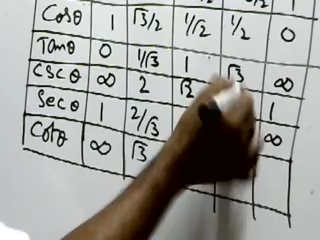 Cosθ 1 √3/2 1/√2 1/2 0
Tanθ 0 1/√3 1 √3 ∞
Cscθ ∞ 2 √2 1
Secθ 1 2/√3 ∞
Cotθ ∞ √3